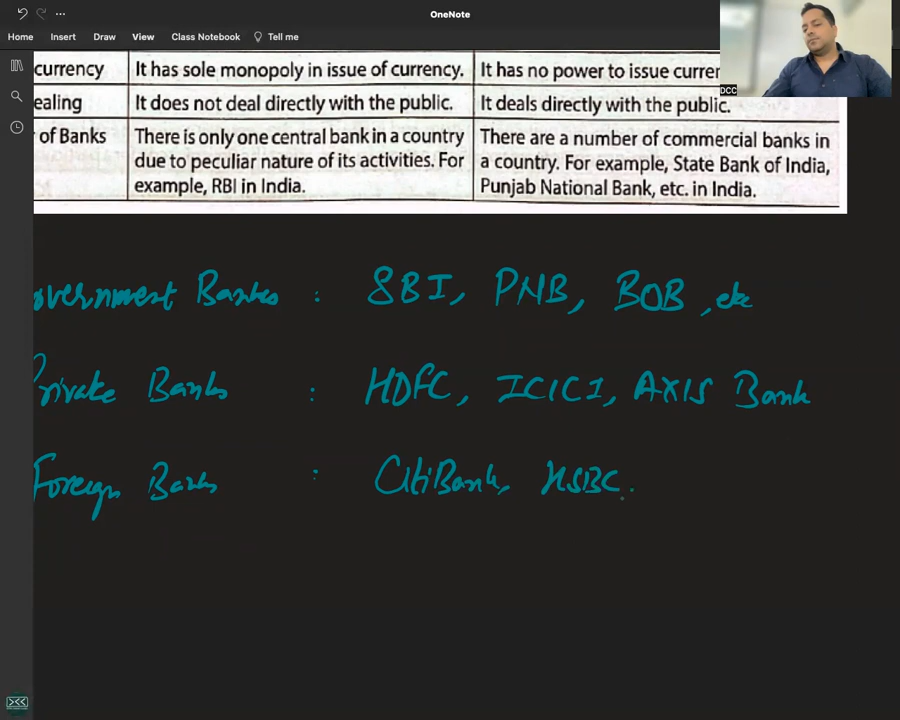 OneNote
Home Insert Draw View Class Notebook Tell me
currency It has sole monopoly in issue of currency. It has no power to issue curren
DCC
ealing It does not deal directly with the public. It deals directly with the public.
of Banks There is only one central bank in a country due to peculiar nature of its activities. For example, RBI in India. There are a number of commercial banks in a country. For example, State Bank of India, Punjab National Bank, etc. in India.
overnment Banks : SBI, PNB, BOB, etc
Private Banks : HDFC, ICICI, AXIS Bank
Foreign Banks : CitiBank, HSBC.